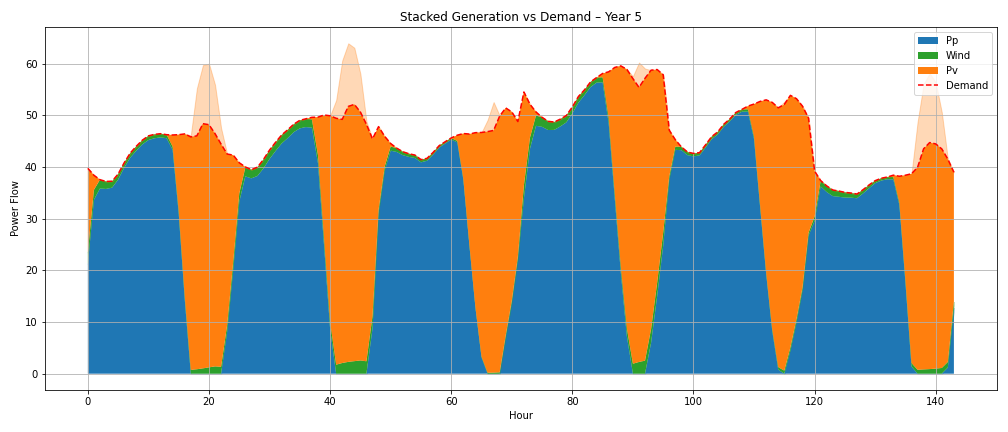 Stacked Generation vs Demand – Year 5
Pp
Wind
Pv
Demand
Power Flow
60
50
40
30
20
10
0
0 20 40 60 80 100 120 140
Hour